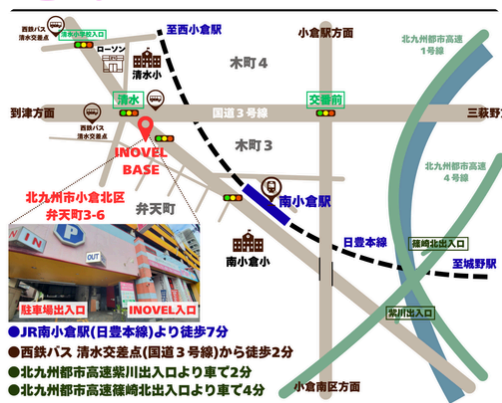 至西小倉駅
小倉駅方面
北九州都市高速
1号線
西鉄バス
清水交差点
清水小学校入口
ローソン
清水小
木町4
到津方面
清水
国道3号線
交番前
三萩野方
西鉄バス
清水交差点
INOVEL
BASE
木町3
北九州都市高速
4号線
北九州市小倉北区
弁天町3-6
弁天町
南小倉駅
南小倉小
日豊本線
篠崎北出入口
至城野駅
IN
P
OUT
駐車場出入口
INOVEL入口
紫川出入口
●JR南小倉駅(日豊本線)より徒歩7分
●西鉄バス 清水交差点(国道3号線)から徒歩2分
●北九州都市高速紫川出入口より車で2分
●北九州都市高速篠崎北出入口より車で4分
小倉南区方面